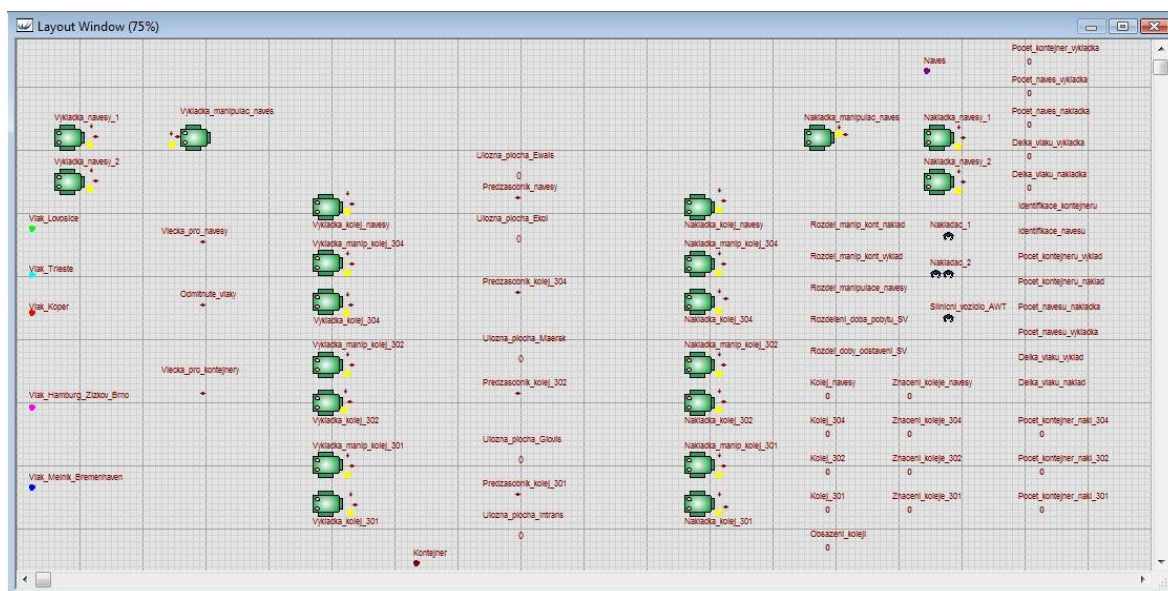 Layout Window (75%)
Pocet_kontejner_vykladka
0
Naves
Pocet_naves_vykladka
0
Vykladka_navesy_1
Vykladka_manipulac_naves
Nakladka_manipulac_naves
Nakladka_navesy_1
Pocet_naves_nakladka
0
Delka_vlaku_vykladka
0
Vykladka_navesy_2
Ulozna_plocha_Ewals
0
Nakladka_navesy_2
Delka_vlaku_nakladka
0
Predzasobnik_navesy
Identifikace_kontejneru
Vlak_Lovosice
Vlecka_pro_navesy
Vykladka_kolej_navesy
Ulozna_plocha_Ekol
0
Nakladka_kolej_navesy
Rozdel_manip_kont_naklad
Nakladac_1
Identifikace_navesu
Vykladka_manip_kolej_304
Nakladka_manip_kolej_304
Rozdel_manip_kont_vyklad
Nakladac_2
Pocet_kontejneru_vyklad
Vlak_Trieste
Predzasobnik_kolej_304
Rozdel_manipulace_navesy
Pocet_kontejneru_naklad
Vlak_Koper
Odmitnute_vlaky
Silnicni_vozidlo_AWT
Pocet_navesu_nakladka
Vykladka_kolej_304
Nakladka_kolej_304
Rozdeleni_doba_pobytu_SV
Pocet_navesu_vykladka
Vykladka_manip_kolej_302
Ulozna_plocha_Maersk
0
Nakladka_manip_kolej_302
Rozdel_doby_odstaveni_SV
Delka_vlaku_vyklad
Vlecka_pro_kontejnery
Predzasobnik_kolej_302
Kolej_navesy
0
Znaceni_koleje_navesy
0
Delka_vlaku_naklad
Vlak_Hamburg_Zizkov_Brno
Vykladka_kolej_302
Nakladka_kolej_302
Kolej_304
0
Znaceni_koleje_304
0
Pocet_kontejner_nakl_304
0
Vykladka_manip_kolej_301
Ulozna_plocha_Glovis
0
Nakladka_manip_kolej_301
Kolej_302
0
Znaceni_koleje_302
0
Pocet_kontejner_nakl_302
0
Vlak_Melnik_Bremenhaven
Predzasobnik_kolej_301
Kolej_301
0
Znaceni_koleje_301
0
Pocet_kontejner_nakl_301
0
Vykladka_kolej_301
Ulozna_plocha_Intrans
0
Nakladka_kolej_301
Obsazeni_koleji
0
Kontejner